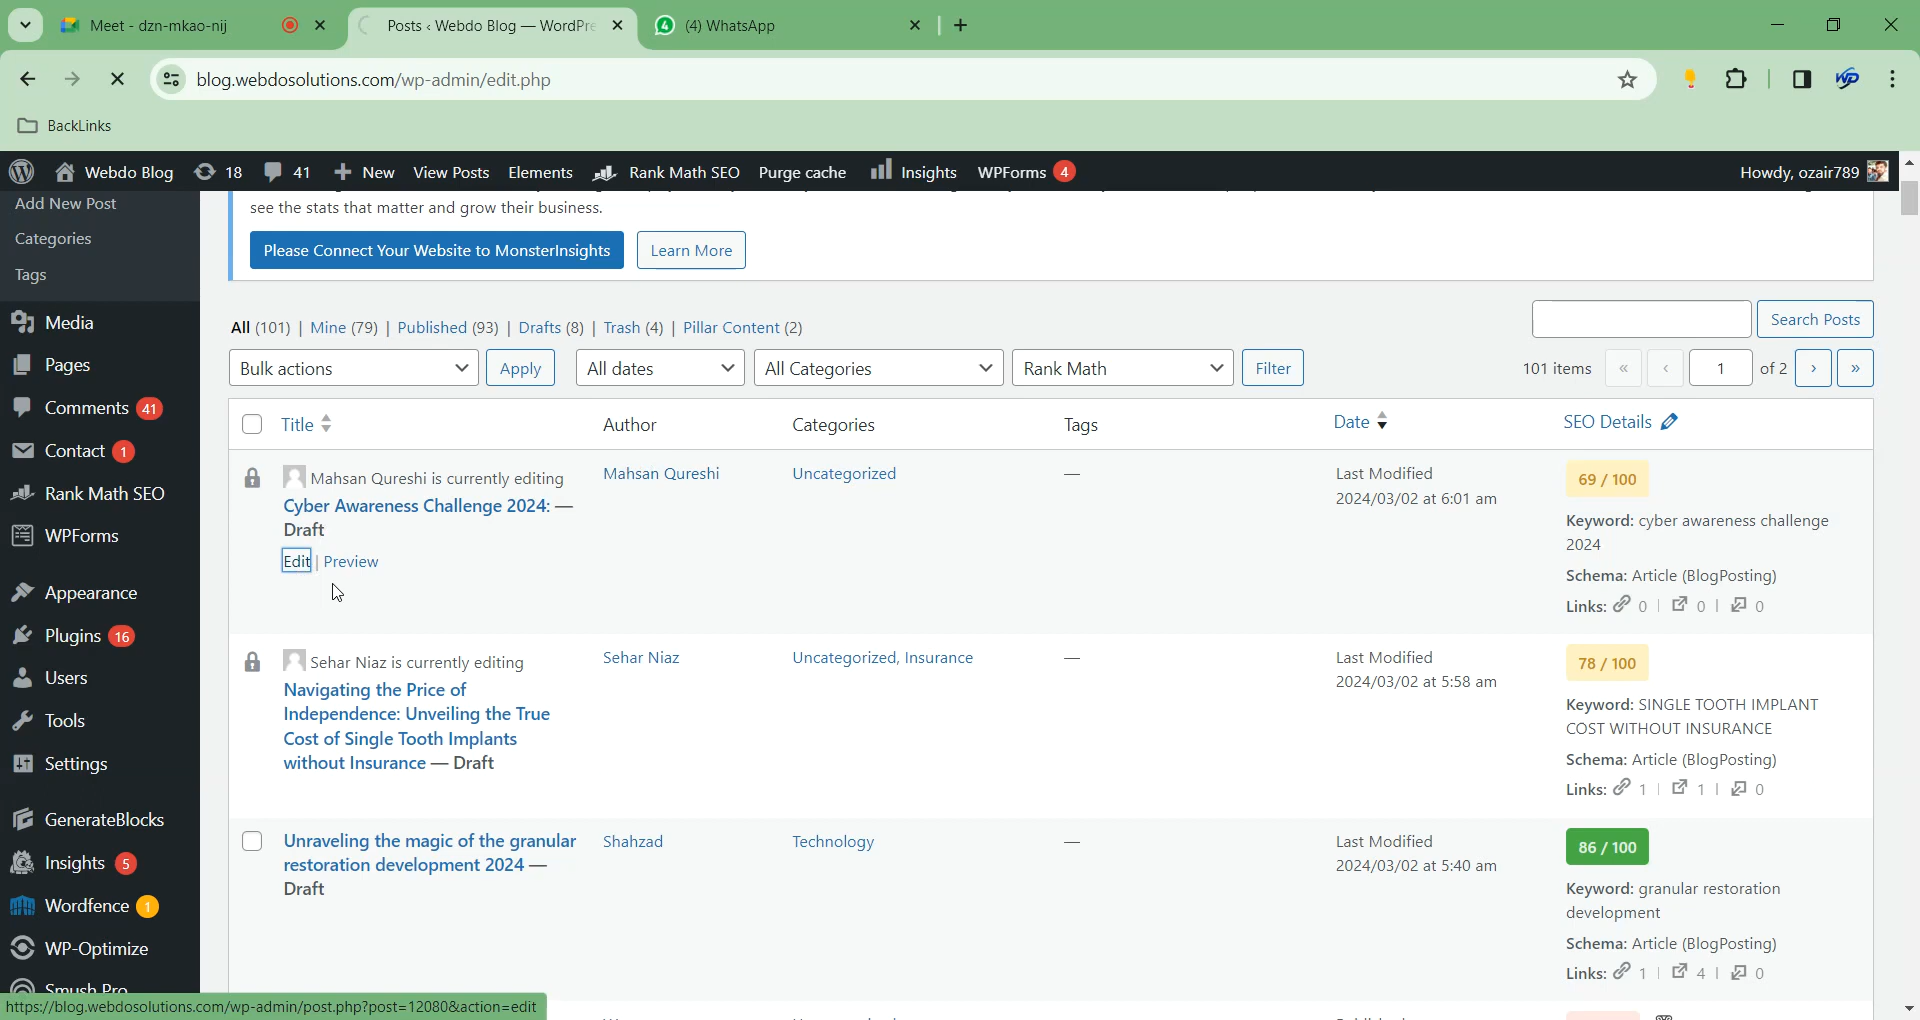 Meet - dzn-mkao-nij
Posts ‹ Webdo Blog — WordPre
(4) WhatsApp
blog.webdosolutions.com/wp-admin/edit.php
BackLinks
Webdo Blog 18 41 New View Posts Elements Rank Math SEO Purge cache Insights WPForms 4 Howdy, ozair789
Add New Post
Categories
Tags
Media
Pages
Comments 41
Contact 1
Rank Math SEO
WPForms
Appearance
Plugins 16
Users
Tools
Settings
GenerateBlocks
Insights 5
Wordfence 1
WP-Optimize
Smush Pro
see the stats that matter and grow their business.
Please Connect Your Website to MonsterInsights Learn More
All (101) | Mine (79) | Published (93) | Drafts (8) | Trash (4) | Pillar Content (2)
Search Posts
Bulk actions Apply All dates All Categories Rank Math Filter 101 items « ‹ 1 of 2 › »
Title Author Categories Tags Date SEO Details
Mahsan Qureshi is currently editing
Cyber Awareness Challenge 2024: —
Draft
Edit | Preview
Mahsan Qureshi
Uncategorized
—
Last Modified
2024/03/02 at 6:01 am
69 / 100
Keyword: cyber awareness challenge
2024
Schema: Article (BlogPosting)
Links: 0 | 0 | 0
Sehar Niaz is currently editing
Navigating the Price of
Independence: Unveiling the True
Cost of Single Tooth Implants
without Insurance — Draft
Sehar Niaz
Uncategorized, Insurance
—
Last Modified
2024/03/02 at 5:58 am
78 / 100
Keyword: SINGLE TOOTH IMPLANT
COST WITHOUT INSURANCE
Schema: Article (BlogPosting)
Links: 1 | 1 | 0
Unraveling the magic of the granular
restoration development 2024 —
Draft
Shahzad
Technology
—
Last Modified
2024/03/02 at 5:40 am
86 / 100
Keyword: granular restoration
development
Schema: Article (BlogPosting)
Links: 1 | 4 | 0
https://blog.webdosolutions.com/wp-admin/post.php?post=12080&action=edit